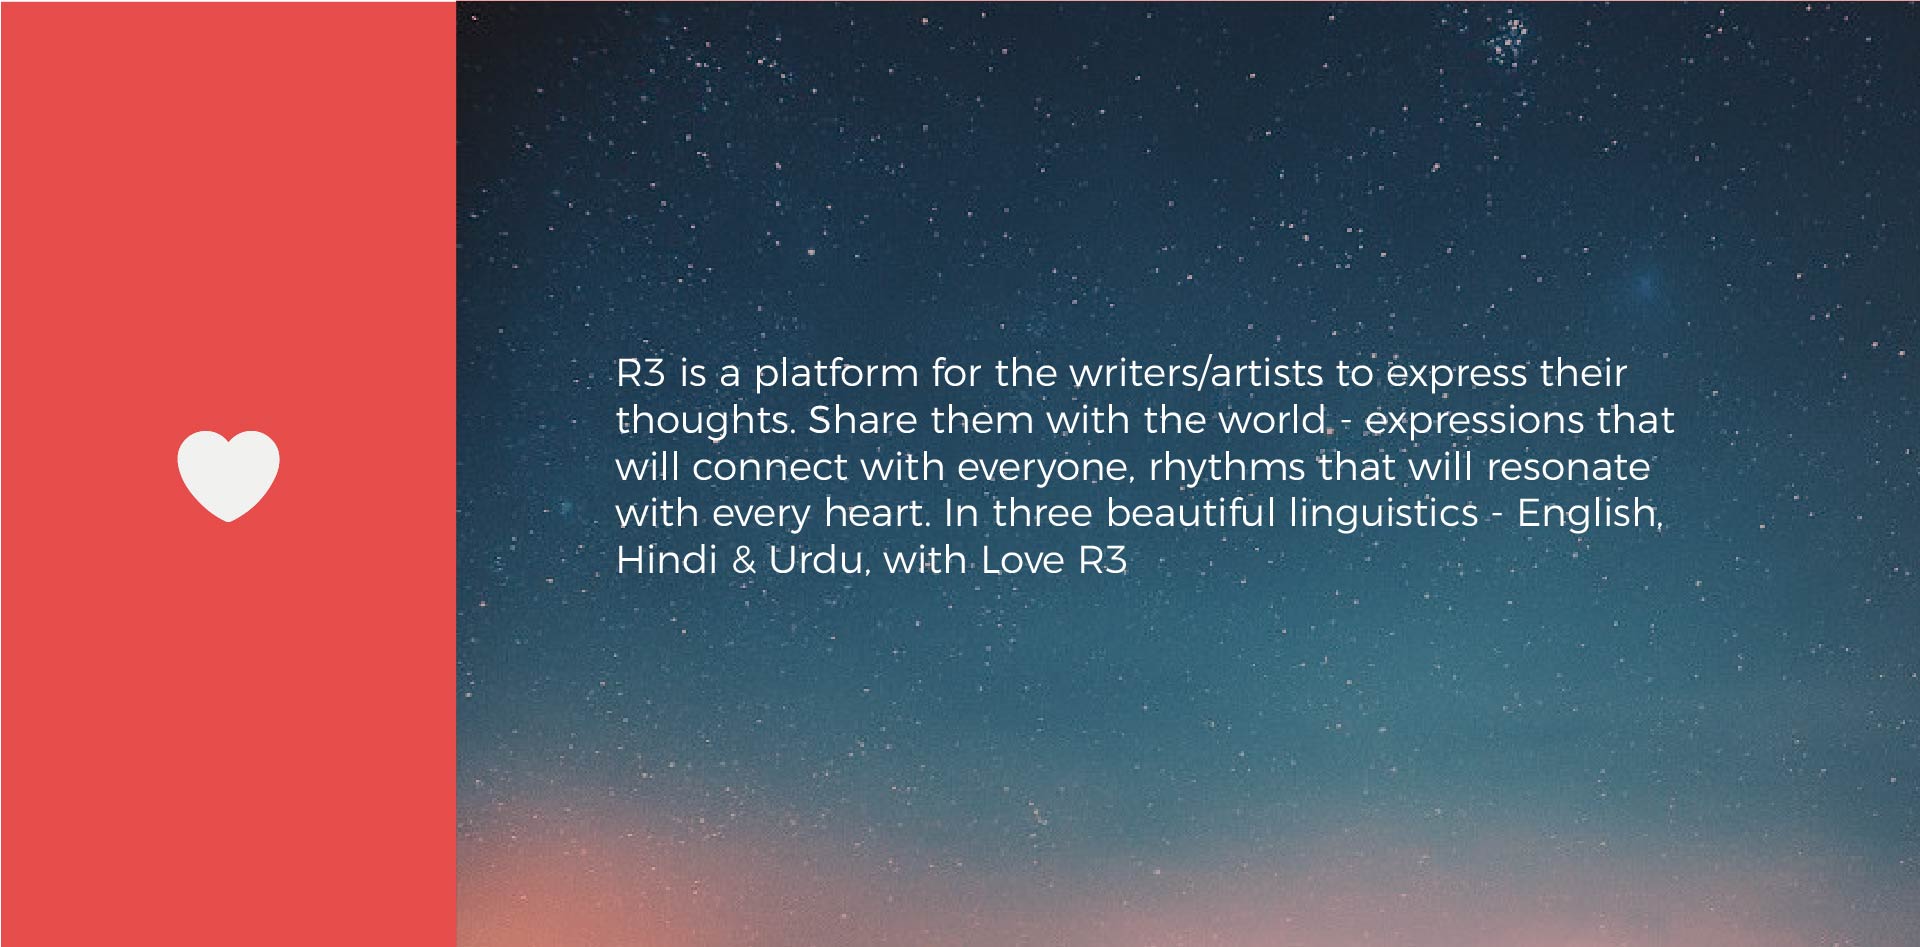 R3 is a platform for the writers/artists to express their
thoughts. Share them with the world - expressions that
will connect with everyone, rhythms that will resonate
with every heart. In three beautiful linguistics - English,
Hindi & Urdu, with Love R3